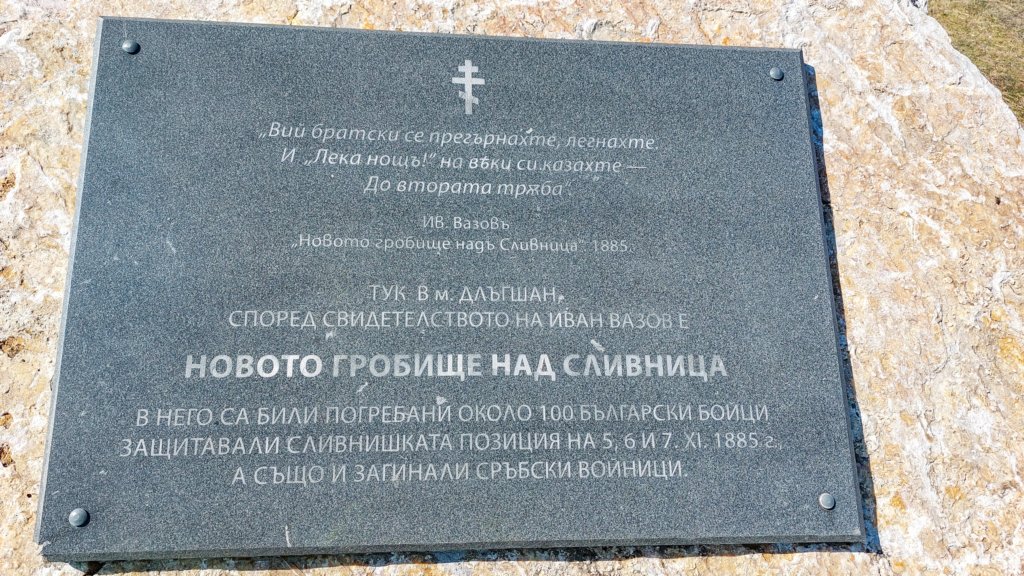 „Вий братски се прегърнахте, легнахте.
И „Лека нощъ!" на вѣки си казахте—
До втората трѫба"
ИВ. Вазовъ
„Новото гробище надъ Сливница" 1885.
ТУК В м. ДЛЪГШАН,
СПОРЕД СВИДЕТЕЛСТВОТО НА ИВАН ВАЗОВ Е
НОВОТО ГРОБИЩЕ НАД СЛИВНИЦА
В НЕГО СА БИЛИ ПОГРЕБАНИ ОКОЛО 100 БЪЛГАРСКИ БОЙЦИ
ЗАЩИТАВАЛИ СЛИВНИШКАТА ПОЗИЦИЯ НА 5, 6 И 7. XI. 1885 г.,
А СЪЩО И ЗАГИНАЛИ СРЪБСКИ ВОЙНИЦИ.